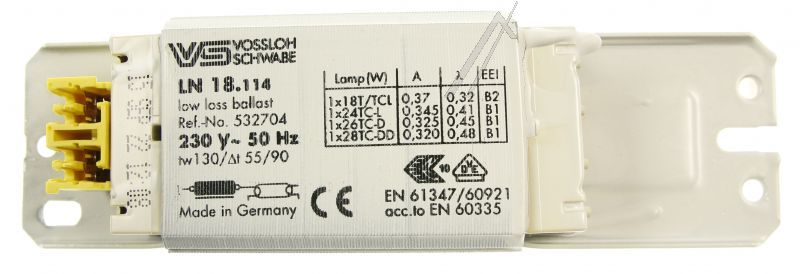 VS VOSSLOH
SCHWABE
LN 18.114
low loss ballast
Ref.-No. 532704
230 V~ 50 Hz
tw130/Δt 55/90
Made in Germany
CE
Lamp(W) A λ EEI
1x18T/TCL 0,37 0,32 B2
1x24TC-L 0,345 0,41 B1
1x26TC-D 0,325 0,45 B1
1x28TC-DD 0,320 0,48 B1
10
DVE
EN 61347/60921
acc.to EN 60335